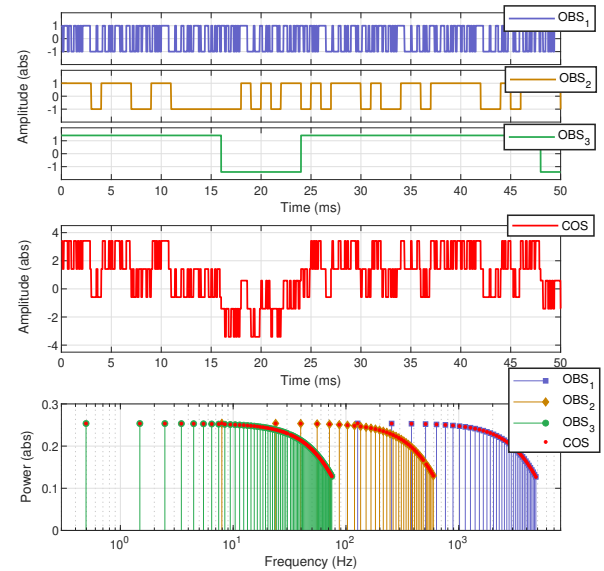 OBS1
1
0
-1
OBS2
1
0
-1
OBS3
1
0
-1
Amplitude (abs)
0 5 10 15 20 25 30 35 40 45 50
Time (ms)
COS
4
2
0
-2
-4
Amplitude (abs)
0 5 10 15 20 25 30 35 40 45 50
Time (ms)
OBS1
OBS2
OBS3
COS
0.3
0.2
0.1
0
Power (abs)
10^0 10^1 10^2 10^3
Frequency (Hz)